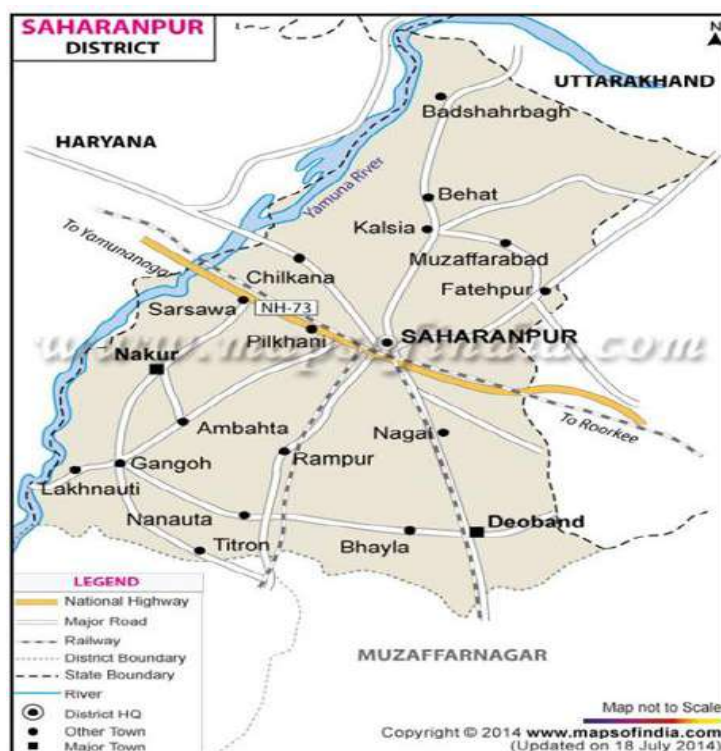 SAHARANPUR
DISTRICT
N
UTTARAKHAND
Badshahrbagh
HARYANA
Yamuna River
Behat
Kalsia
To Yamunanagar
Muzaffarabad
Chilkana
Fatehpur
Sarsawa
NH-73
SAHARANPUR
Pilkhani
www.mapsofindia.com
Nakur
Ambahta
Nagal
To Roorkee
Gangoh
Rampur
Lakhnauti
Nanauta
Deoband
Titron
Bhayla
LEGEND
National Highway
Major Road
Railway
District Boundary
State Boundary
River
District HQ
Other Town
Major Town
MUZAFFARNAGAR
Map not to Scale
Copyright © 2014 www.mapsofindia.com
(Updated on 18 July 2014)